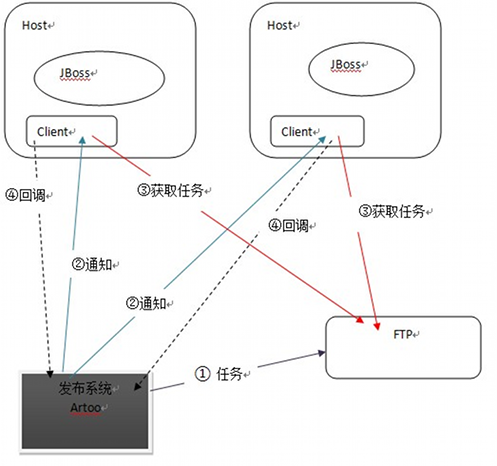 Host
JBoss
Client
Host
JBoss
Client
④回调
③获取任务
③获取任务
④回调
②通知
②通知
FTP
① 任务
发布系统
Artoo